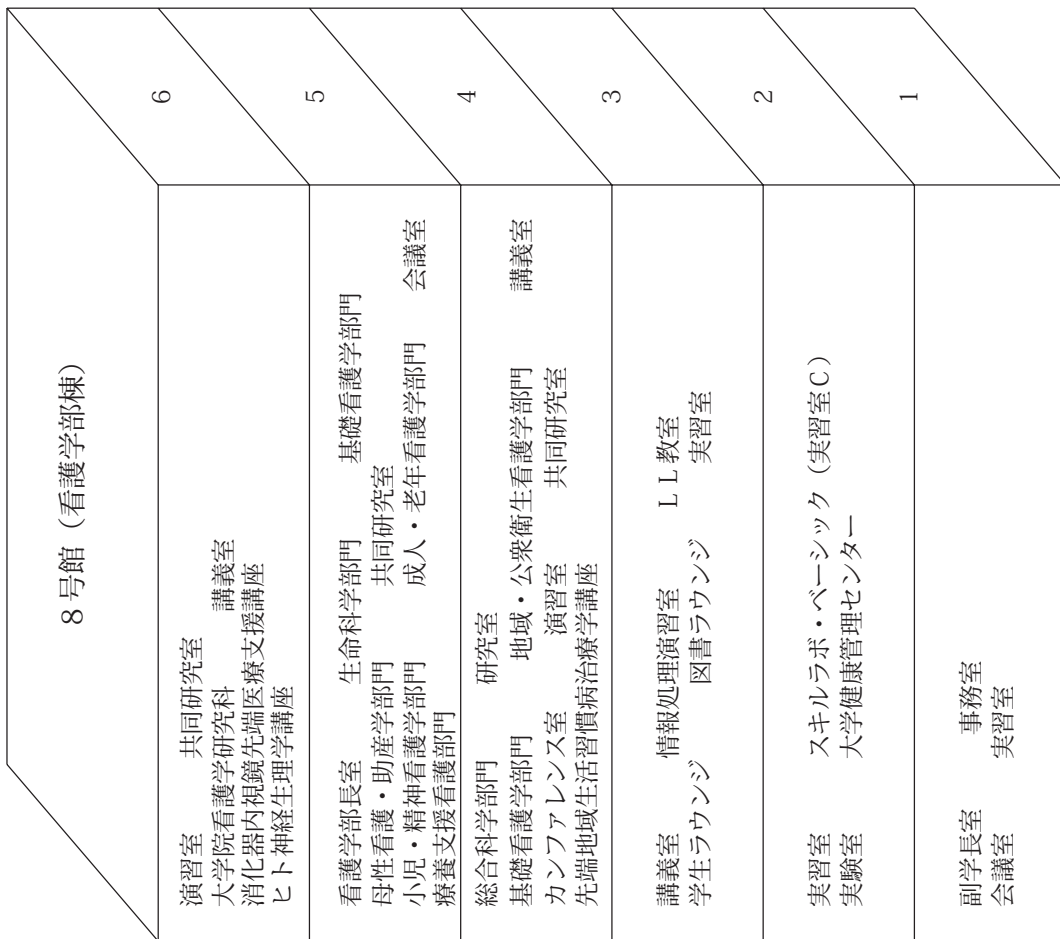 8号館（看護学部棟）
6
演習室　共同研究室
大学院看護学研究科　講義室
消化器内視鏡先端医療支援講座
ヒト神経生理学講座
5
看護学部長室　生命科学部門　基礎看護学部門
母性看護・助産学部門　共同研究室
小児・精神看護学部門　成人・老年看護学部門　会議室
療養支援看護部門
4
総合科学部門　研究室
基礎看護学部門　地域・公衆衛生看護学部門　講義室
カンファレンス室　演習室　共同研究室
先端地域生活習慣病治療学講座
3
講義室　情報処理演習室　ＬＬ教室
学生ラウンジ　図書ラウンジ　実習室
2
実習室　スキルラボ・ベーシック（実習室C）
実験室　大学健康管理センター
1
副学長室　事務室
会議室　実習室